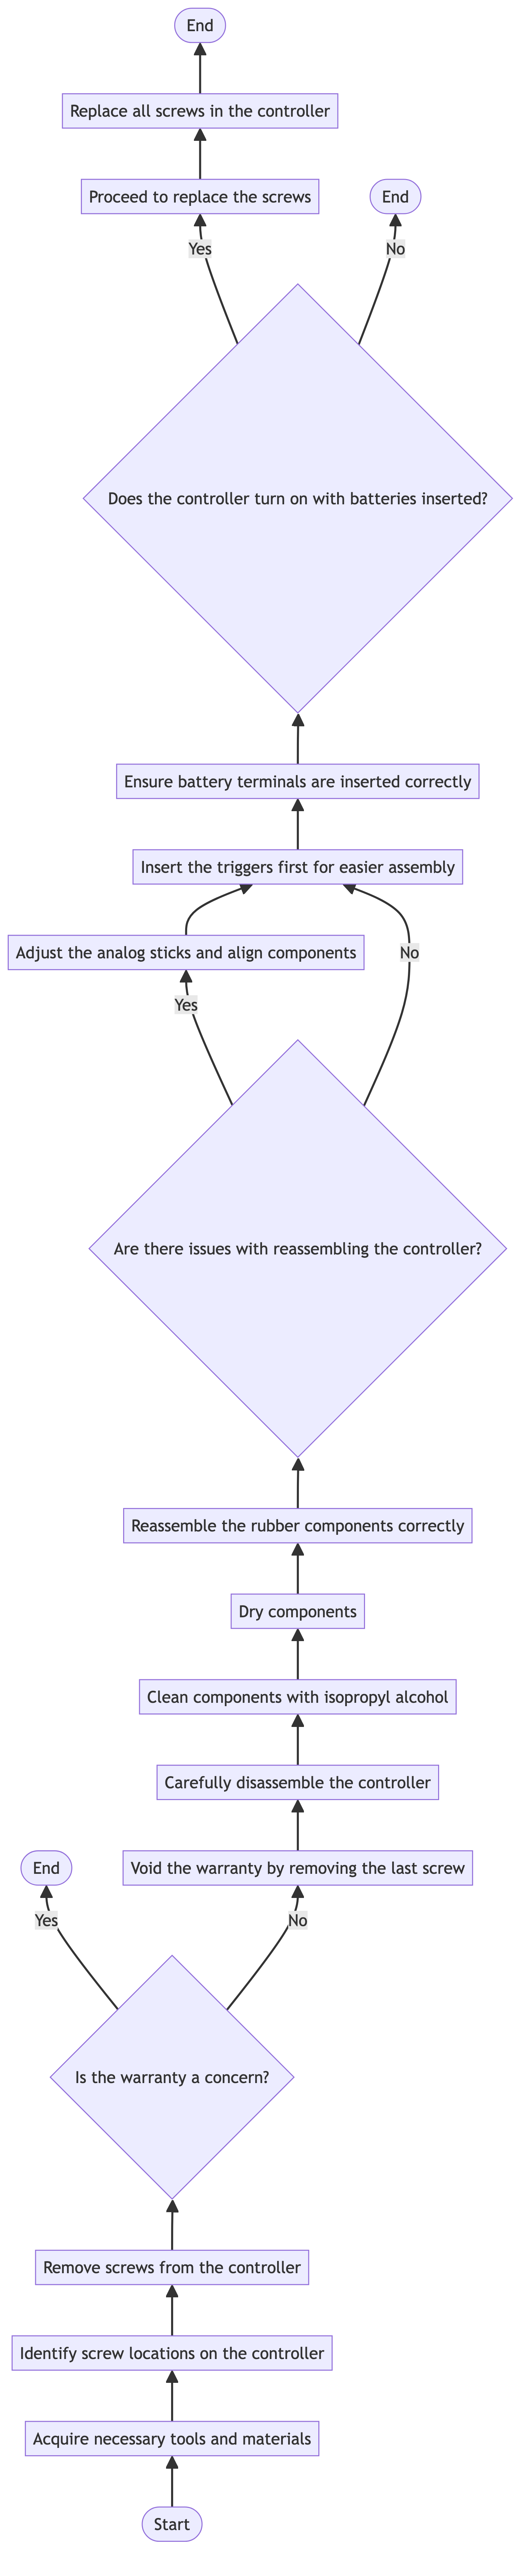 End
Replace all screws in the controller
Proceed to replace the screws
End
Yes
No
Does the controller turn on with batteries inserted?
Ensure battery terminals are inserted correctly
Insert the triggers first for easier assembly
Adjust the analog sticks and align components
No
Yes
Are there issues with reassembling the controller?
Reassemble the rubber components correctly
Dry components
Clean components with isopropyl alcohol
Carefully disassemble the controller
End
Void the warranty by removing the last screw
Yes
No
Is the warranty a concern?
Remove screws from the controller
Identify screw locations on the controller
Acquire necessary tools and materials
Start